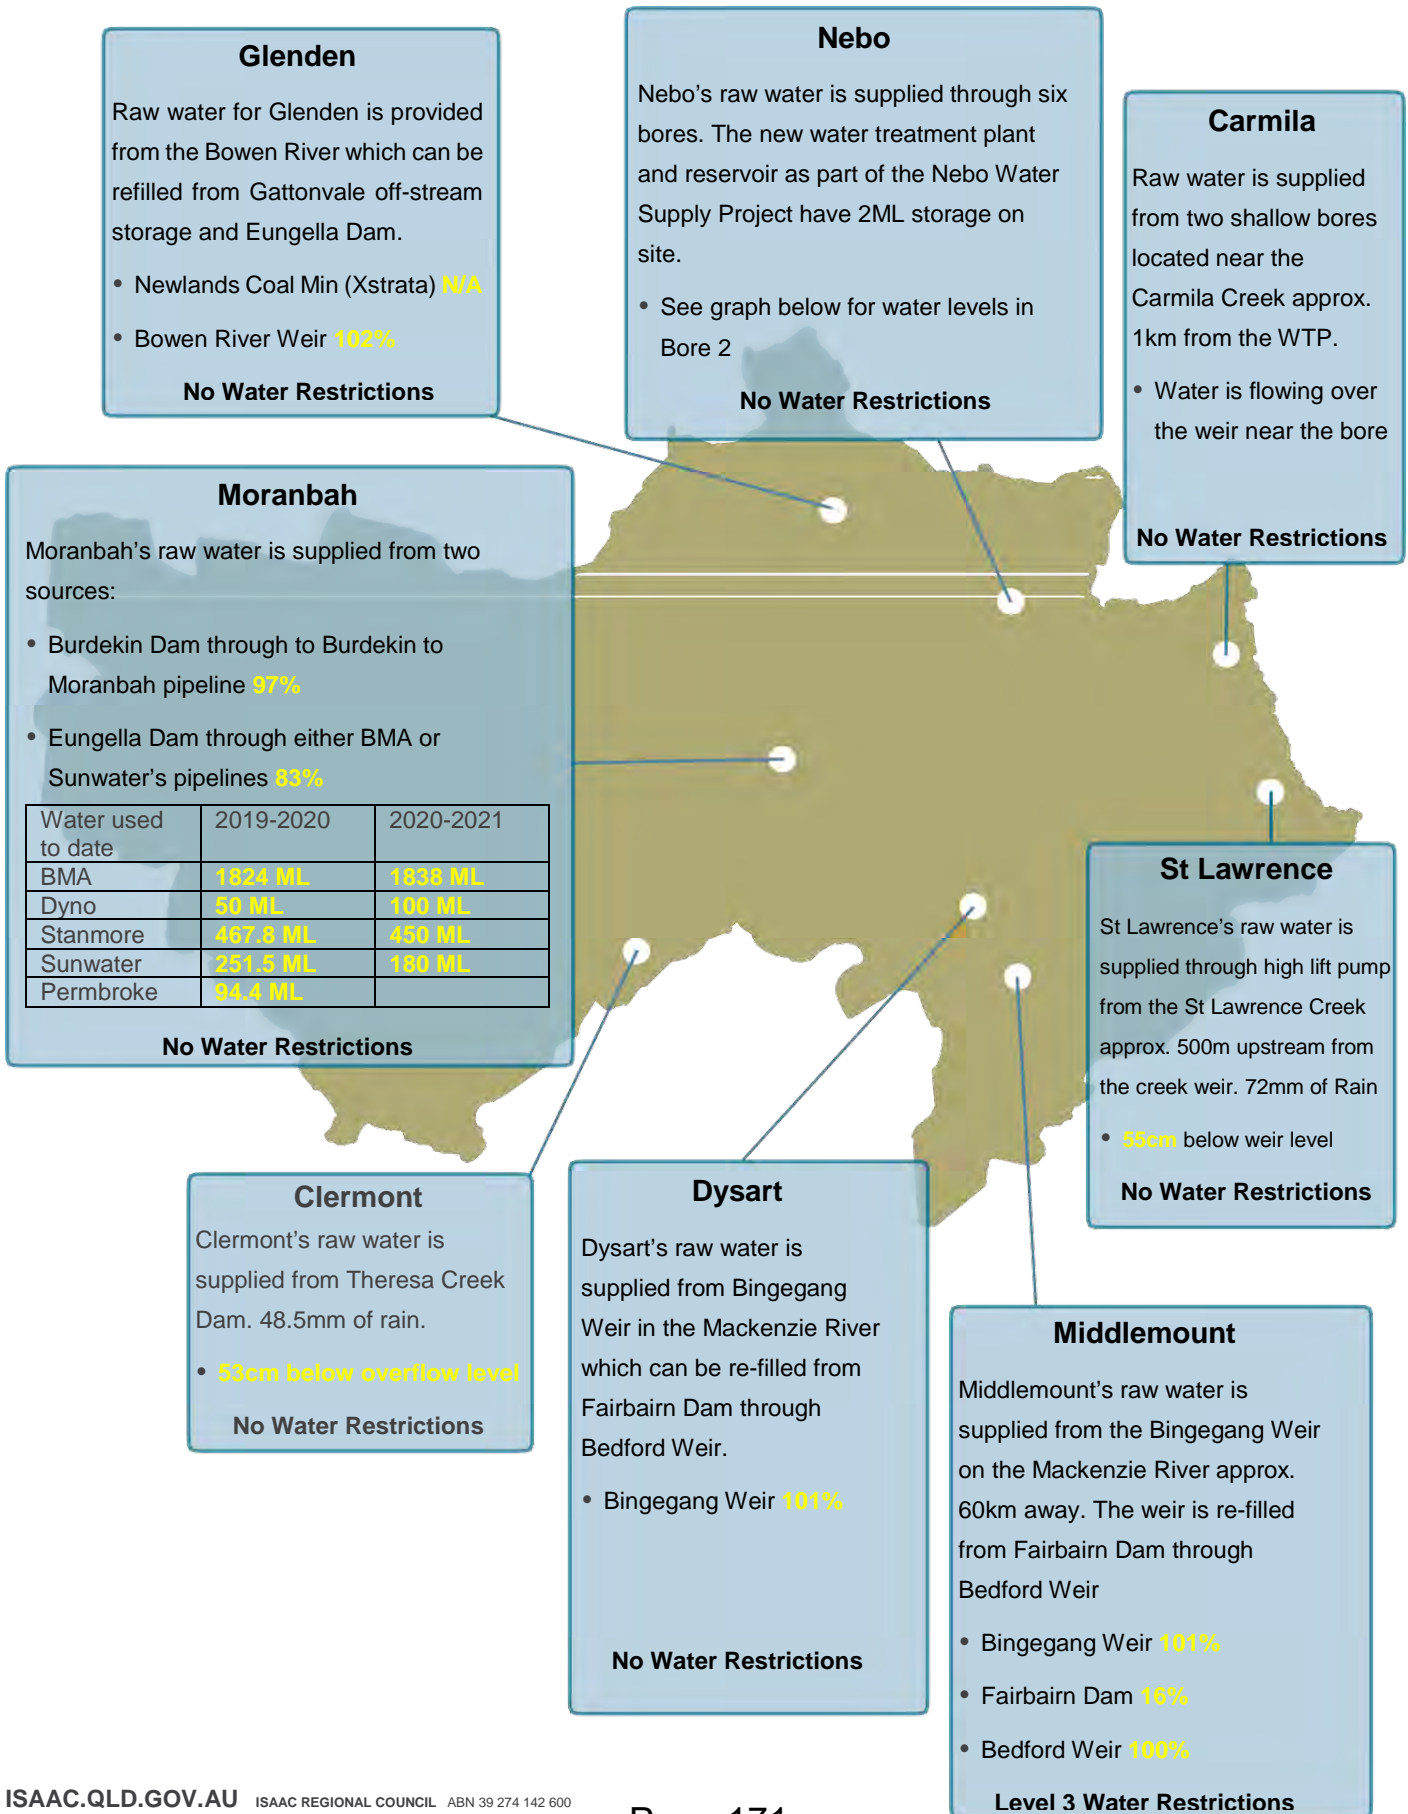 Glenden
Raw water for Glenden is provided
from the Bowen River which can be
refilled from Gattonvale off-stream
storage and Eungella Dam.
• Newlands Coal Min (Xstrata) N/A
• Bowen River Weir 102%
No Water Restrictions
Nebo
Nebo's raw water is supplied through six
bores. The new water treatment plant
and reservoir as part of the Nebo Water
Supply Project have 2ML storage on
site.
• See graph below for water levels in
Bore 2
No Water Restrictions
Carmila
Raw water is supplied
from two shallow bores
located near the
Carmila Creek approx.
1km from the WTP.
• Water is flowing over
the weir near the bore
No Water Restrictions
Moranbah
Moranbah's raw water is supplied from two
sources:
• Burdekin Dam through to Burdekin to
Moranbah pipeline 97%
• Eungella Dam through either BMA or
Sunwater's pipelines 83%
Water used to date 2019-2020 2020-2021
BMA 1824 ML 1838 ML
Dyno 50 ML 100 ML
Stanmore 467.8 ML 450 ML
Sunwater 251.5 ML 180 ML
Permbroke 94.4 ML
No Water Restrictions
St Lawrence
St Lawrence's raw water is
supplied through high lift pump
from the St Lawrence Creek
approx. 500m upstream from
the creek weir. 72mm of Rain
• 55cm below weir level
No Water Restrictions
Clermont
Clermont's raw water is
supplied from Theresa Creek
Dam. 48.5mm of rain.
• 53cm below overflow level
No Water Restrictions
Dysart
Dysart's raw water is
supplied from Bingegang
Weir in the Mackenzie River
which can be re-filled from
Fairbairn Dam through
Bedford Weir.
• Bingegang Weir 101%
No Water Restrictions
Middlemount
Middlemount's raw water is
supplied from the Bingegang Weir
on the Mackenzie River approx.
60km away. The weir is re-filled
from Fairbairn Dam through
Bedford Weir
• Bingegang Weir 101%
• Fairbairn Dam 16%
• Bedford Weir 100%
Level 3 Water Restrictions
ISAAC.QLD.GOV.AU ISAAC REGIONAL COUNCIL ABN 39 274 142 600